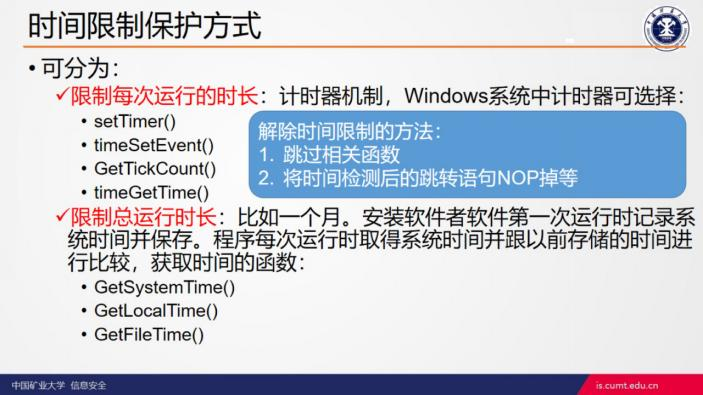 时间限制保护方式
• 可分为：
✓限制每次运行的时长：计时器机制，Windows系统中计时器可选择：
• setTimer()
• timeSetEvent()
• GetTickCount()
• timeGetTime()
解除时间限制的方法：
1. 跳过相关函数
2. 将时间检测后的跳转语句NOP掉等
✓限制总运行时长：比如一个月。安装软件者软件第一次运行时记录系
统时间并保存。程序每次运行时取得系统时间并跟以前存储的时间进
行比较，获取时间的函数：
• GetSystemTime()
• GetLocalTime()
• GetFileTime()
中国矿业大学 信息安全
is.cumt.edu.cn